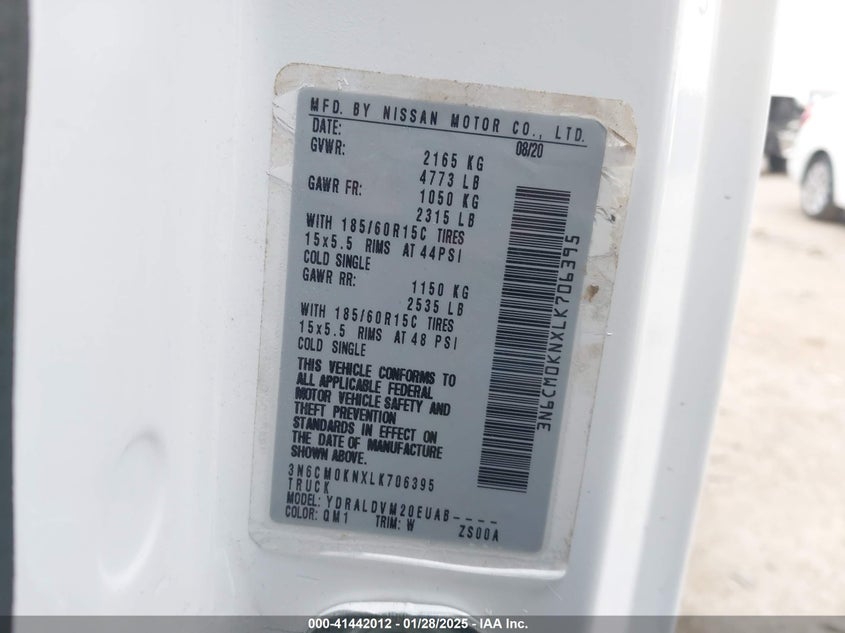 MFD. BY NISSAN MOTOR CO., LTD.
DATE: 08/20
GVWR: 2165 KG
4773 LB
GAWR FR: 1050 KG
2315 LB
WITH 185/60R15C TIRES
15x5.5 RIMS AT 44PSI
COLD SINGLE
GAWR RR: 1150 KG
2535 LB
WITH 185/60R15C TIRES
15x5.5 RIMS AT 48 PSI
COLD SINGLE
THIS VEHICLE CONFORMS TO
ALL APPLICABLE FEDERAL
MOTOR VEHICLE SAFETY AND
THEFT PREVENTION
STANDARDS IN EFFECT ON
THE DATE OF MANUFACTURE
SHOWN ABOVE.
3N6CM0KNXLK706395
TRUCK
MODEL: YDRALDVM20EUAB----
COLOR: QM1 TRIM: W ZS00A
3N6CM0KNXLK706395
000-41442012 - 01/28/2025 - IAA Inc.